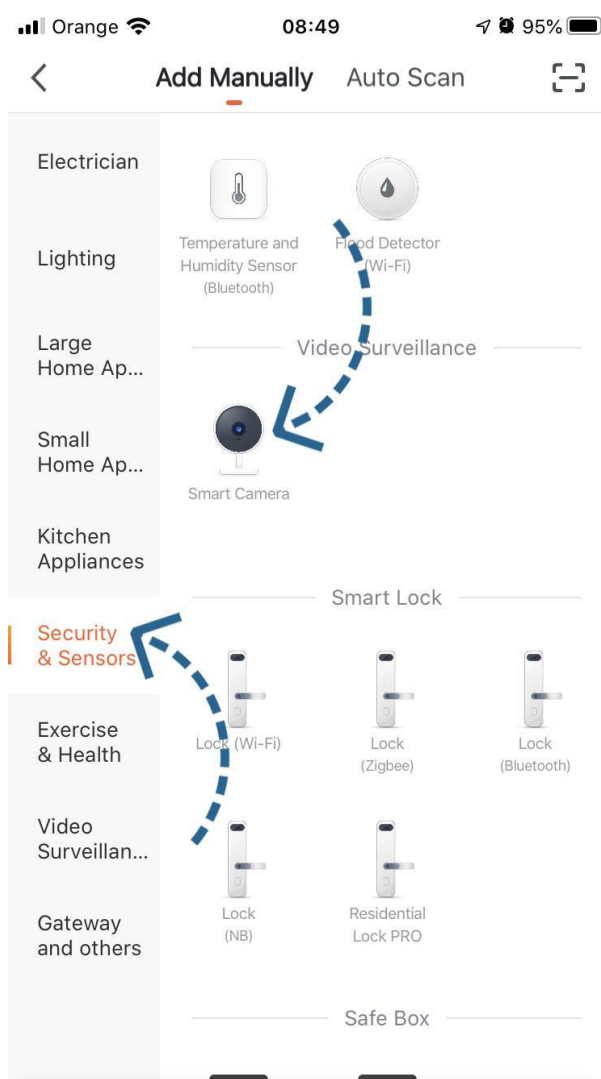 Orange 08:49 95%
Add Manually Auto Scan
Electrician
Lighting
Large
Home Ap...
Small
Home Ap...
Kitchen
Appliances
Security
& Sensors
Exercise
& Health
Video
Surveillan...
Gateway
and others
Temperature and
Humidity Sensor
(Bluetooth)
Flood Detector
(Wi-Fi)
Video Surveillance
Smart Camera
Smart Lock
Lock (Wi-Fi)
Lock
(Zigbee)
Lock
(Bluetooth)
Lock
(NB)
Residential
Lock PRO
Safe Box